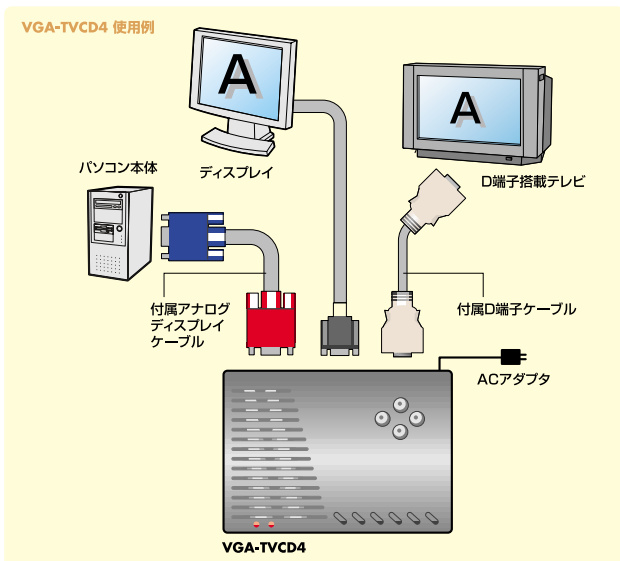 VGA-TVCD4 使用例
A
A
パソコン本体
ディスプレイ
D端子搭載テレビ
付属アナログ
ディスプレイ
ケーブル
付属D端子ケーブル
ACアダプタ
VGA-TVCD4